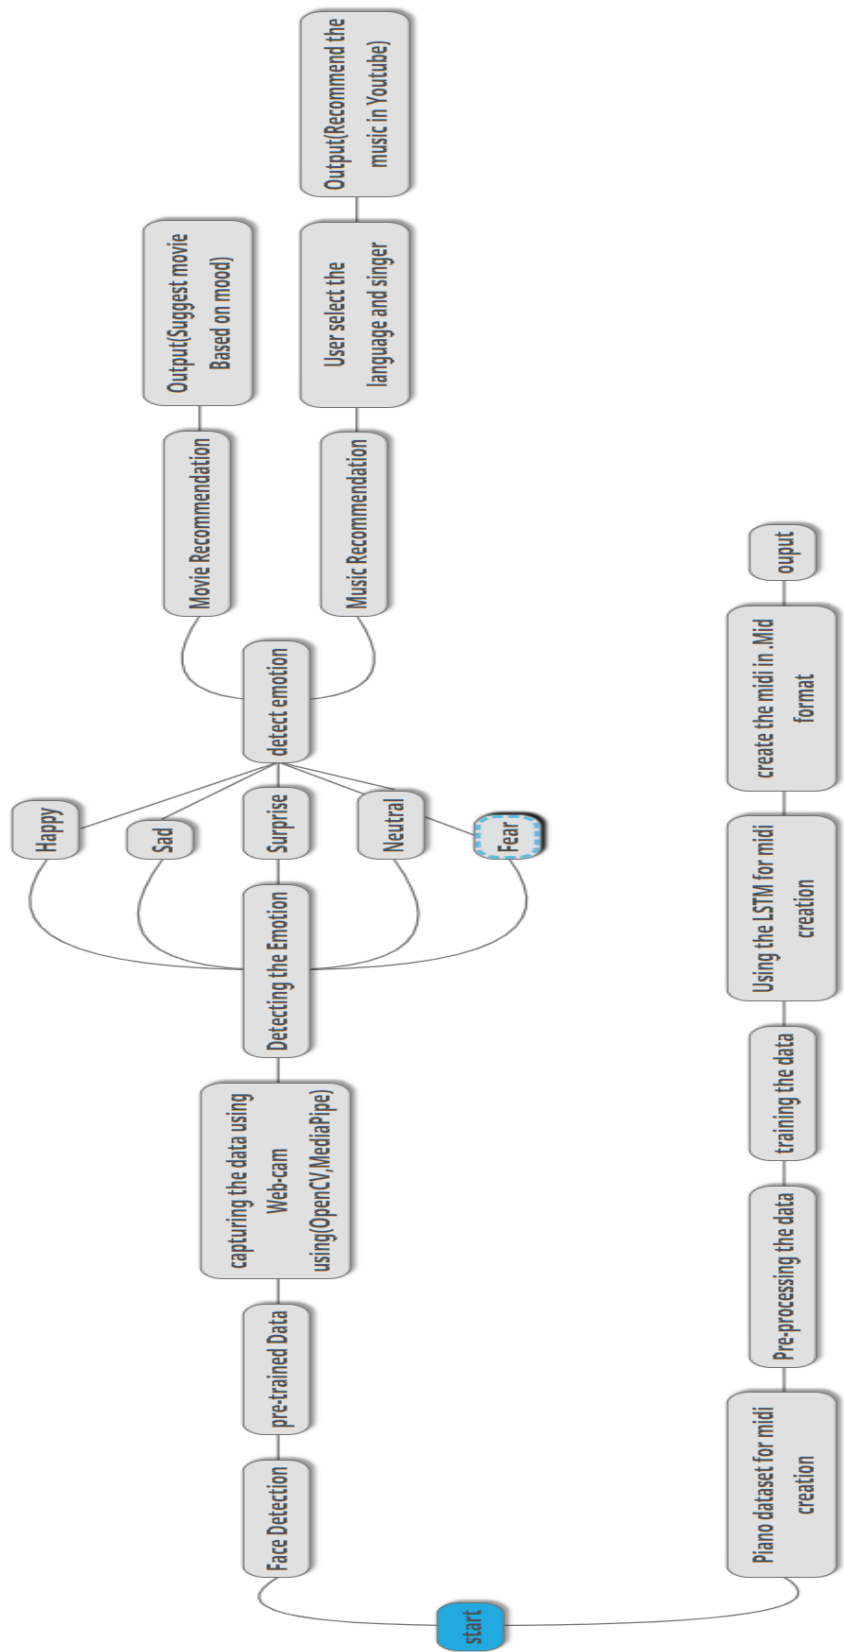 start
Face Detection
pre-trained Data
capturing the data using
Web-cam
using(OpenCV,MediaPipe)
Detecting the Emotion
Happy
Sad
Surprise
Neutral
Fear
detect emotion
Movie Recommendation
Output(Suggest movie
Based on mood)
Music Recommendation
User select the
language and singer
Output(Recommend the
music in Youtube)
Piano dataset for midi
creation
Pre-processing the data
training the data
Using the LSTM for midi
creation
create the midi in .Mid
format
ouput